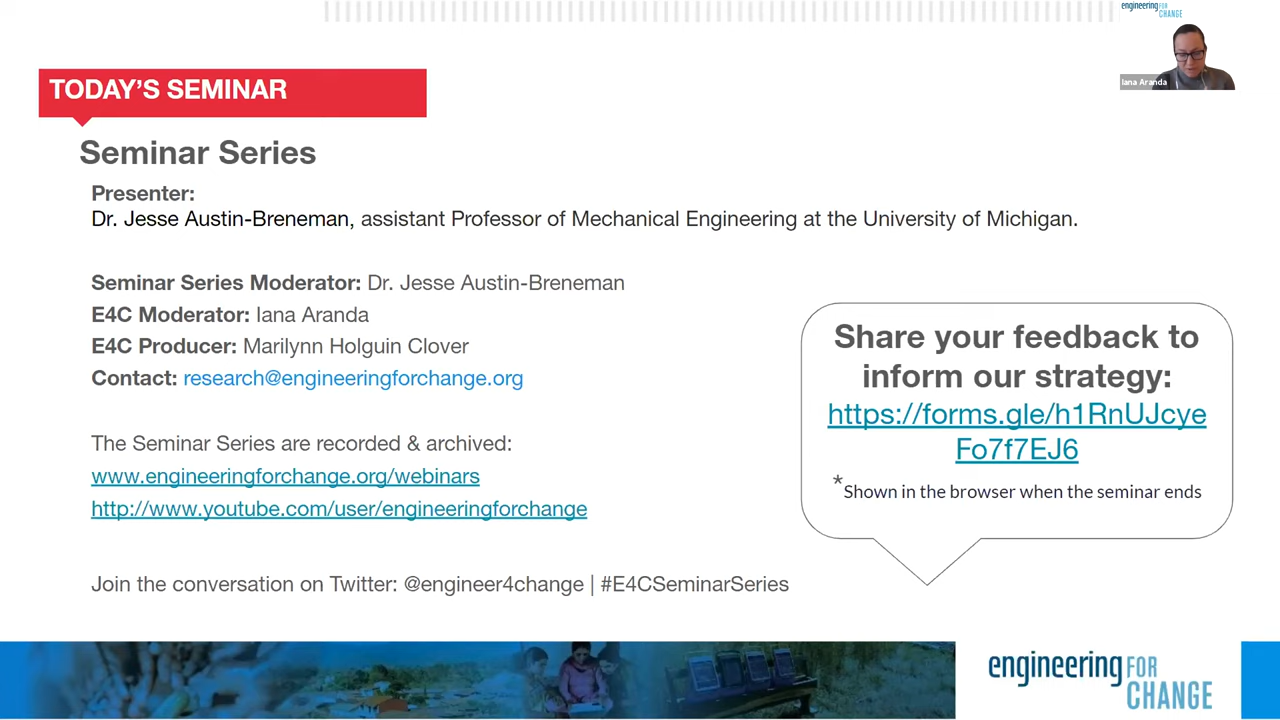 engineering FOR
CHANGE
Iana Aranda
TODAY'S SEMINAR
Seminar Series
Presenter:
Dr. Jesse Austin-Breneman, assistant Professor of Mechanical Engineering at the University of Michigan.
Seminar Series Moderator: Dr. Jesse Austin-Breneman
E4C Moderator: Iana Aranda
E4C Producer: Marilynn Holguin Clover
Contact: research@engineeringforchange.org
The Seminar Series are recorded & archived:
www.engineeringforchange.org/webinars
http://www.youtube.com/user/engineeringforchange
Join the conversation on Twitter: @engineer4change | #E4CSeminarSeries
Share your feedback to
inform our strategy:
https://forms.gle/h1RnUJcye
Fo7f7EJ6
*Shown in the browser when the seminar ends
engineering FOR
CHANGE